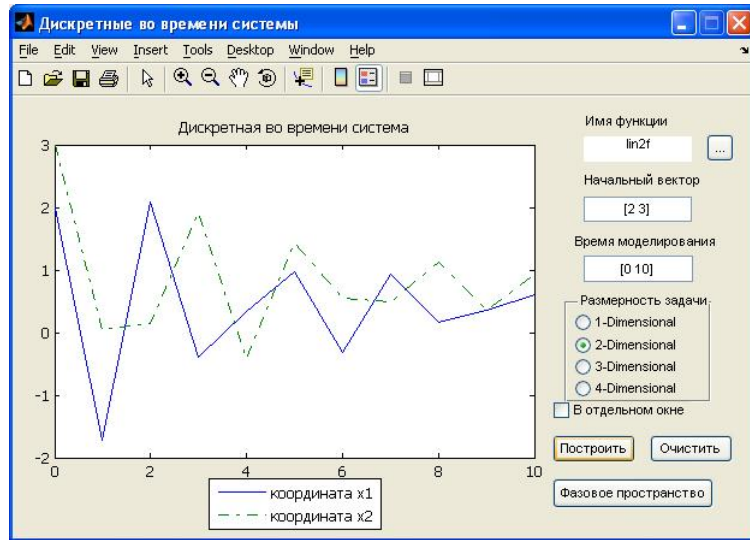 Дискретные во времени системы
File Edit View Insert Tools Desktop Window Help
Дискретная во времени система
3
2
1
0
-1
-2
0 2 4 6 8 10
координата x1
координата x2
Имя функции
lin2f
...
Начальный вектор
[2 3]
Время моделирования
[0 10]
Размерность задачи
1-Dimensional
2-Dimensional
3-Dimensional
4-Dimensional
В отдельном окне
Построить Очистить
Фазовое пространство